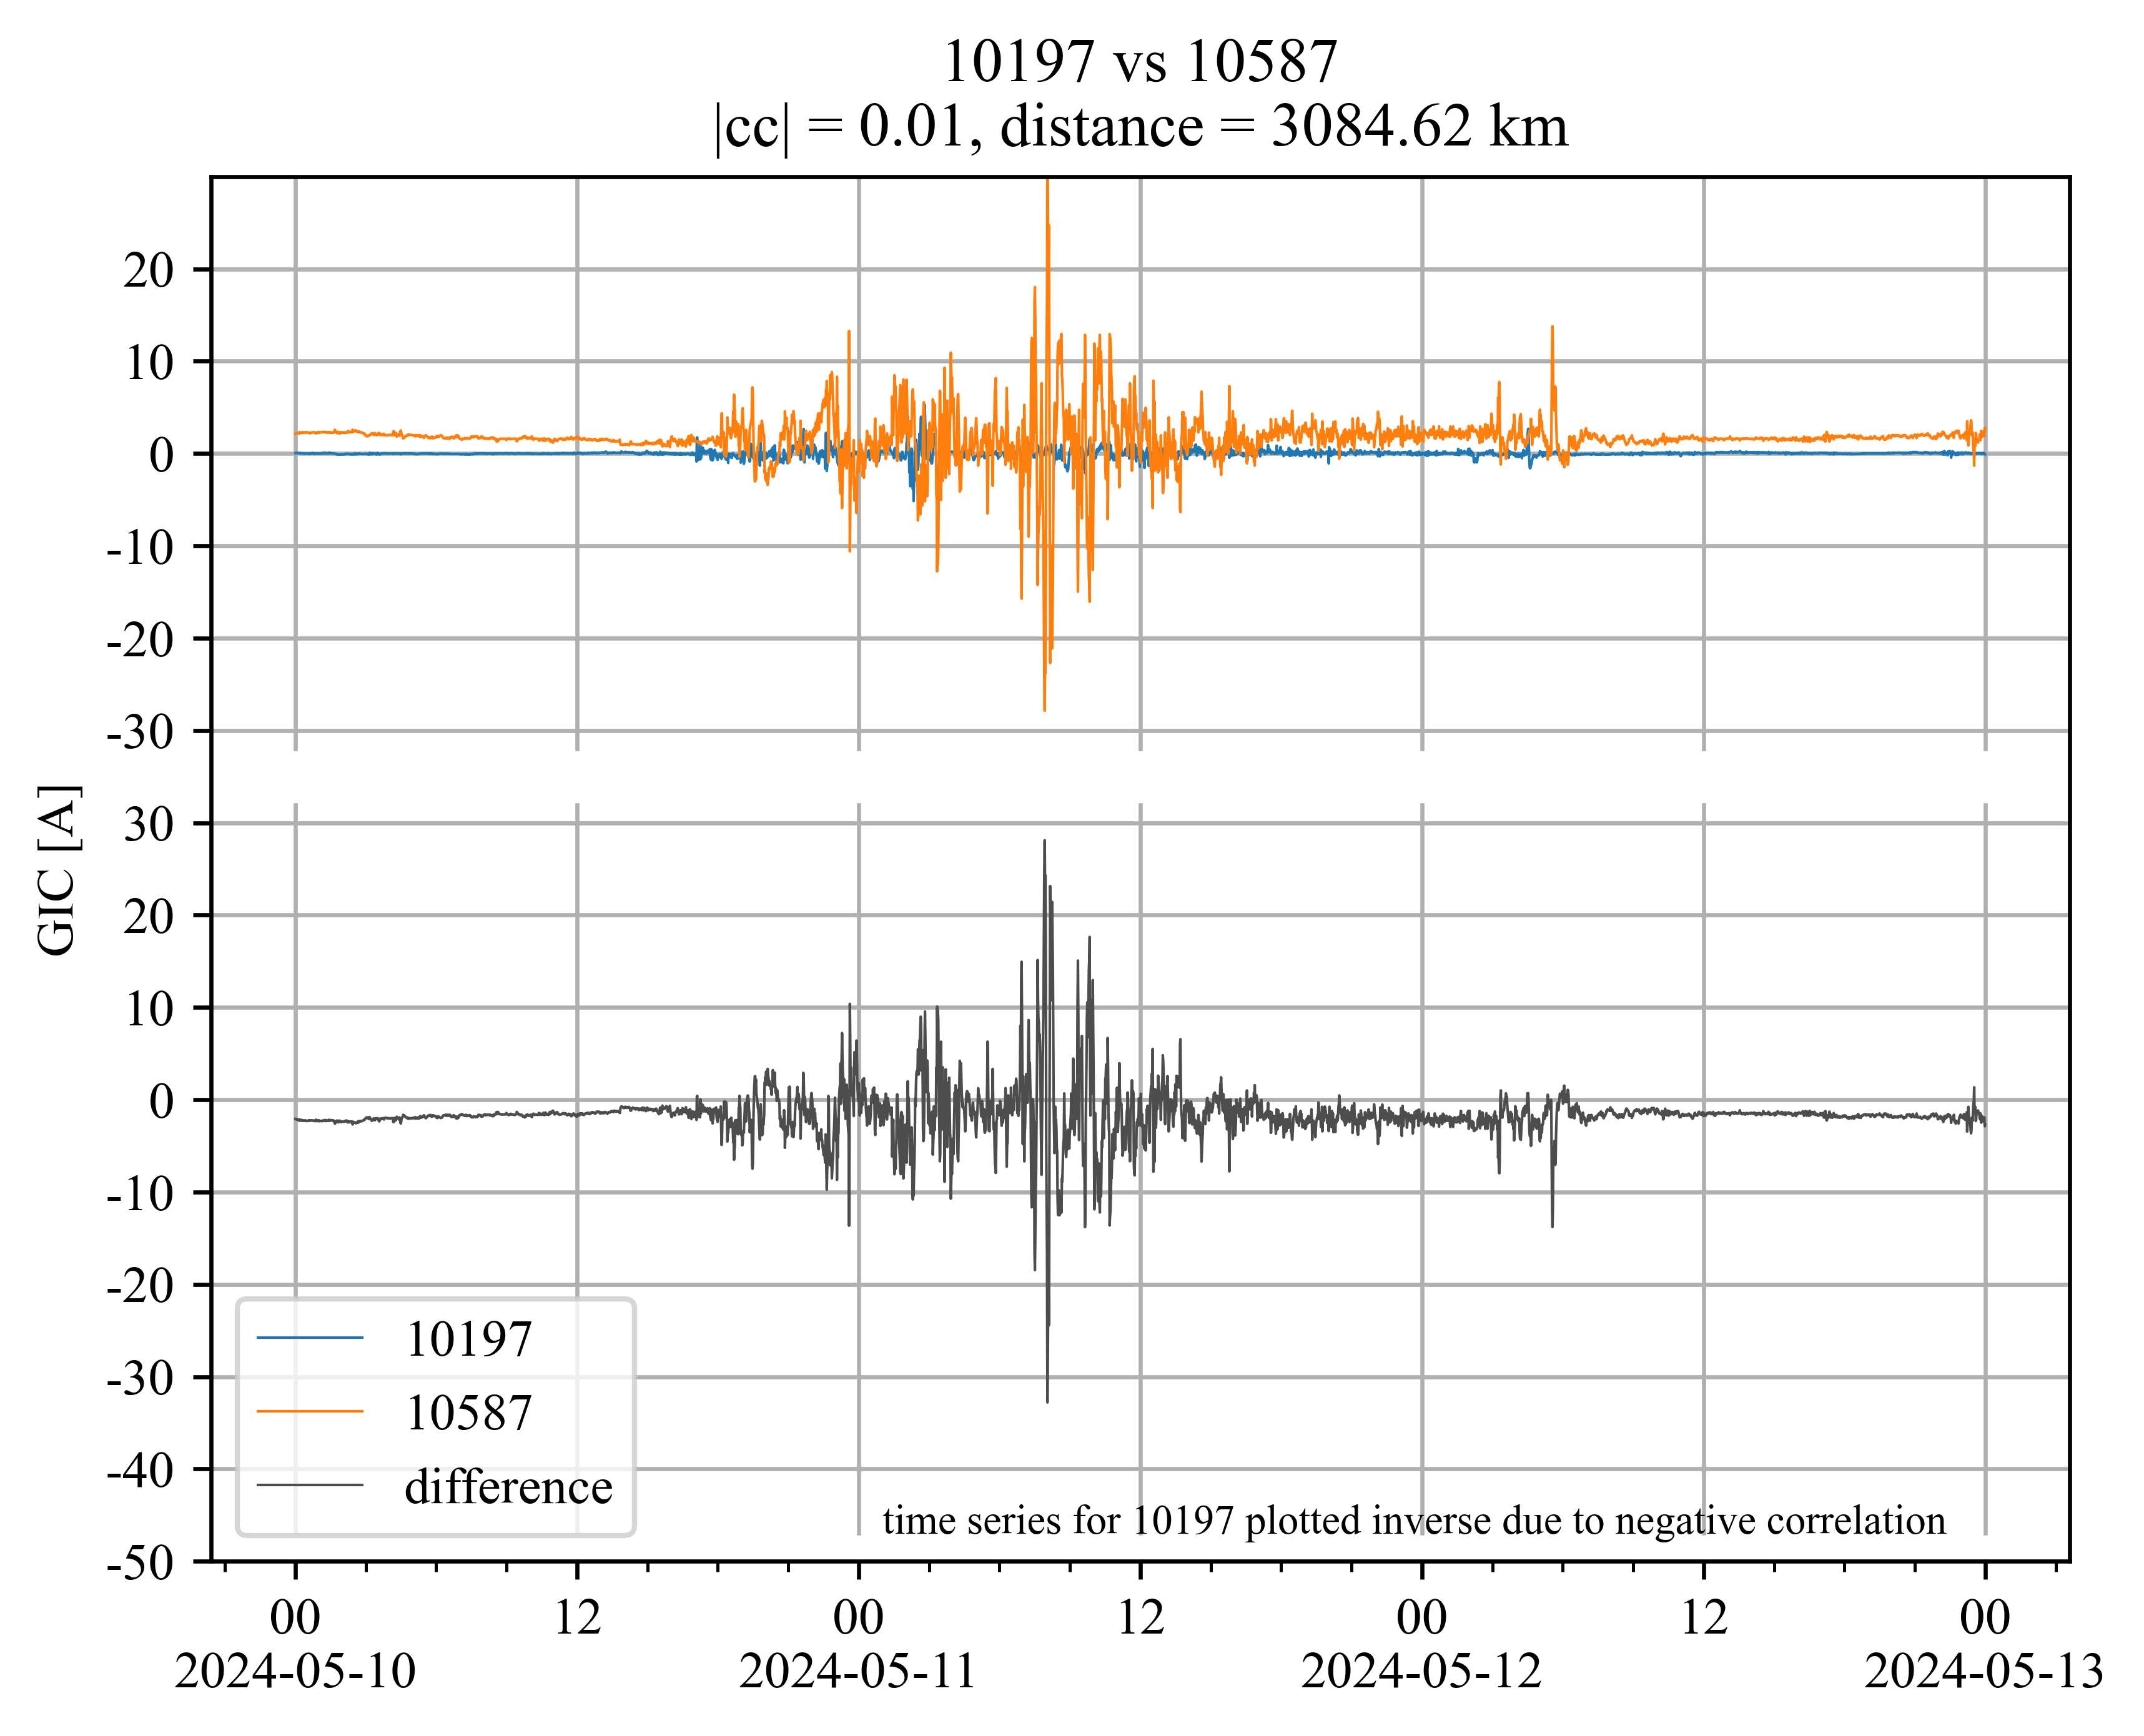 10197 vs 10587
|cc| = 0.01, distance = 3084.62 km
GIC [A]
20
10
0
-10
-20
-30
30
20
10
0
-10
-20
-30
-40
-50
10197
10587
difference
time series for 10197 plotted inverse due to negative correlation
00 12 00 12 00 12 00
2024-05-10 2024-05-11 2024-05-12 2024-05-13